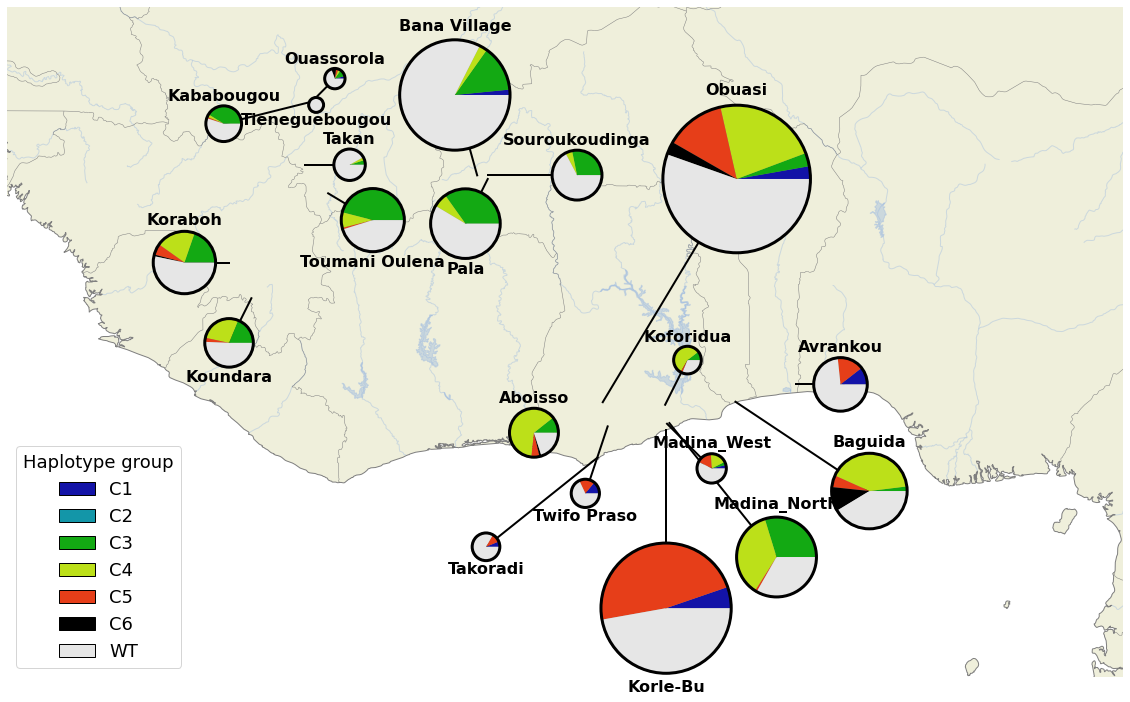 Bana Village
Ouassorola
Obuasi
Kababougou
Tieneguebougou
Takan
Souroukoudinga
Koraboh
Toumani Oulena
Pala
Koforidua
Avrankou
Koundara
Aboisso
Madina_West
Baguida
Haplotype group
C1
C2
C3
C4
C5
C6
WT
Madina_North
Twifo Praso
Takoradi
Korle-Bu